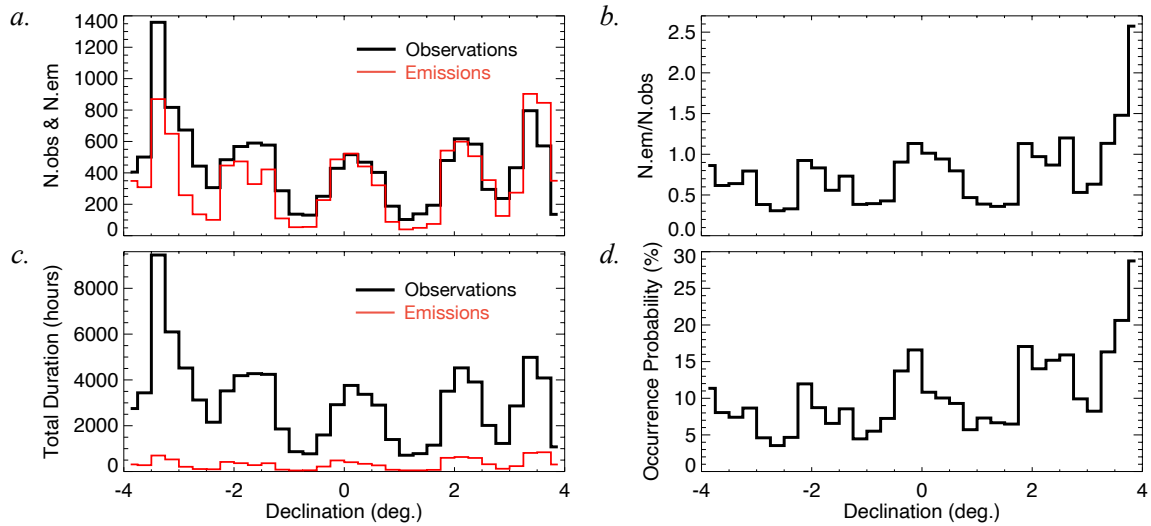 a.
N.obs & N.em
1400
1200
1000
800
600
400
200
0
Observations
Emissions
b.
N.em/N.obs
2.5
2.0
1.5
1.0
0.5
0.0
c.
Total Duration (hours)
8000
6000
4000
2000
0
Observations
Emissions
-4 -2 0 2 4
Declination (deg.)
d.
Occurrence Probability (%)
30
25
20
15
10
5
0
-4 -2 0 2 4
Declination (deg.)